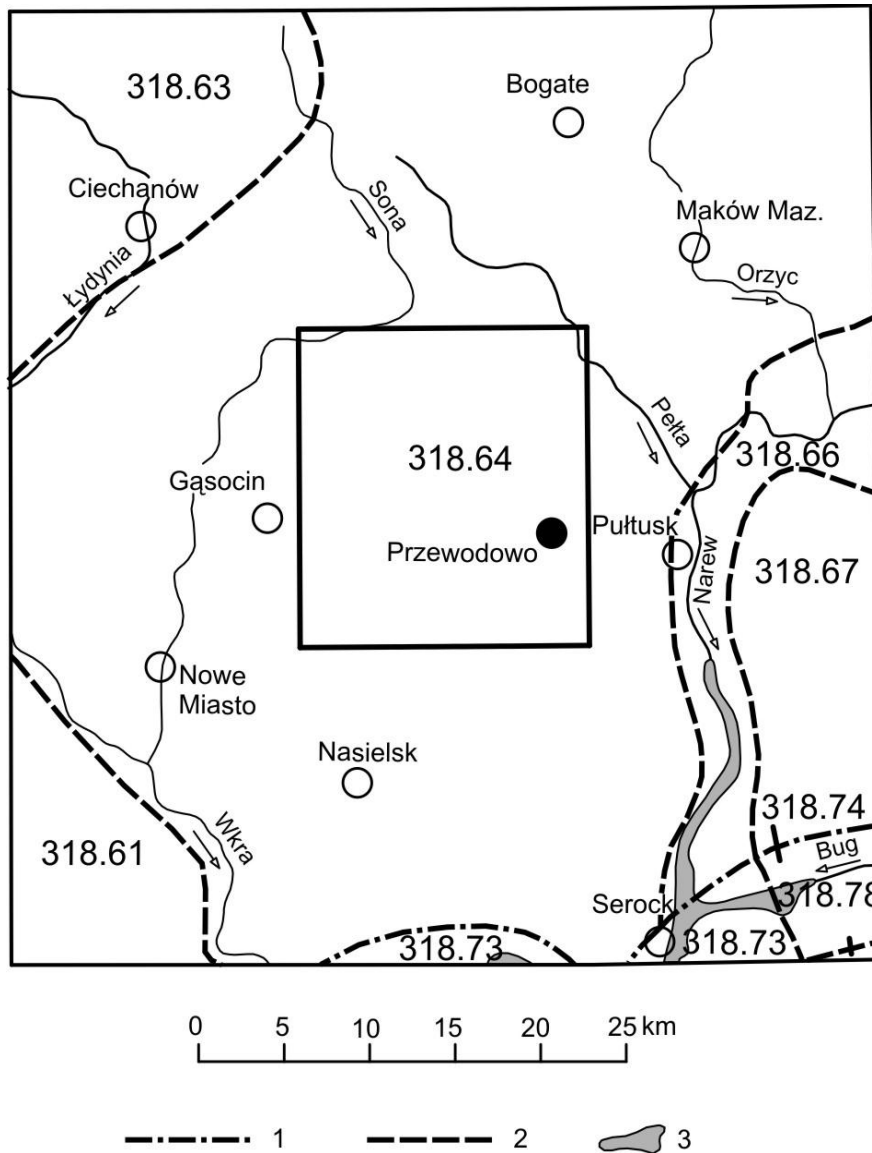 318.63
Bogate
Ciechanów
Sona
Maków Maz.
Łydynia
Orzyc
Pełta
318.64
318.66
Gąsocin
Pułtusk
Przewodowo
Narew
318.67
Nowe
Miasto
Nasielsk
318.74
Wkra
318.61
Bug
318.78
Serock
318.73
318.73
0 5 10 15 20 25 km
1 2 3